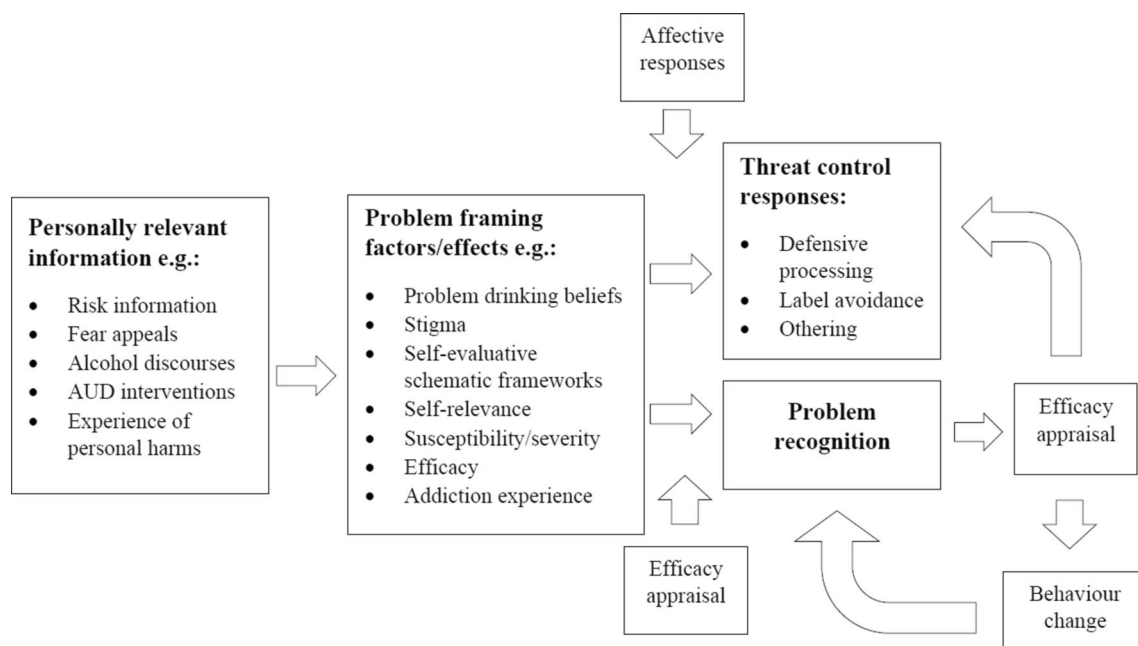 Affective
responses
Personally relevant
information e.g.:
• Risk information
• Fear appeals
• Alcohol discourses
• AUD interventions
• Experience of
personal harms
Problem framing
factors/effects e.g.:
• Problem drinking beliefs
• Stigma
• Self-evaluative
schematic frameworks
• Self-relevance
• Susceptibility/severity
• Efficacy
• Addiction experience
Threat control
responses:
• Defensive
processing
• Label avoidance
• Othering
Problem
recognition
Efficacy
appraisal
Efficacy
appraisal
Behaviour
change